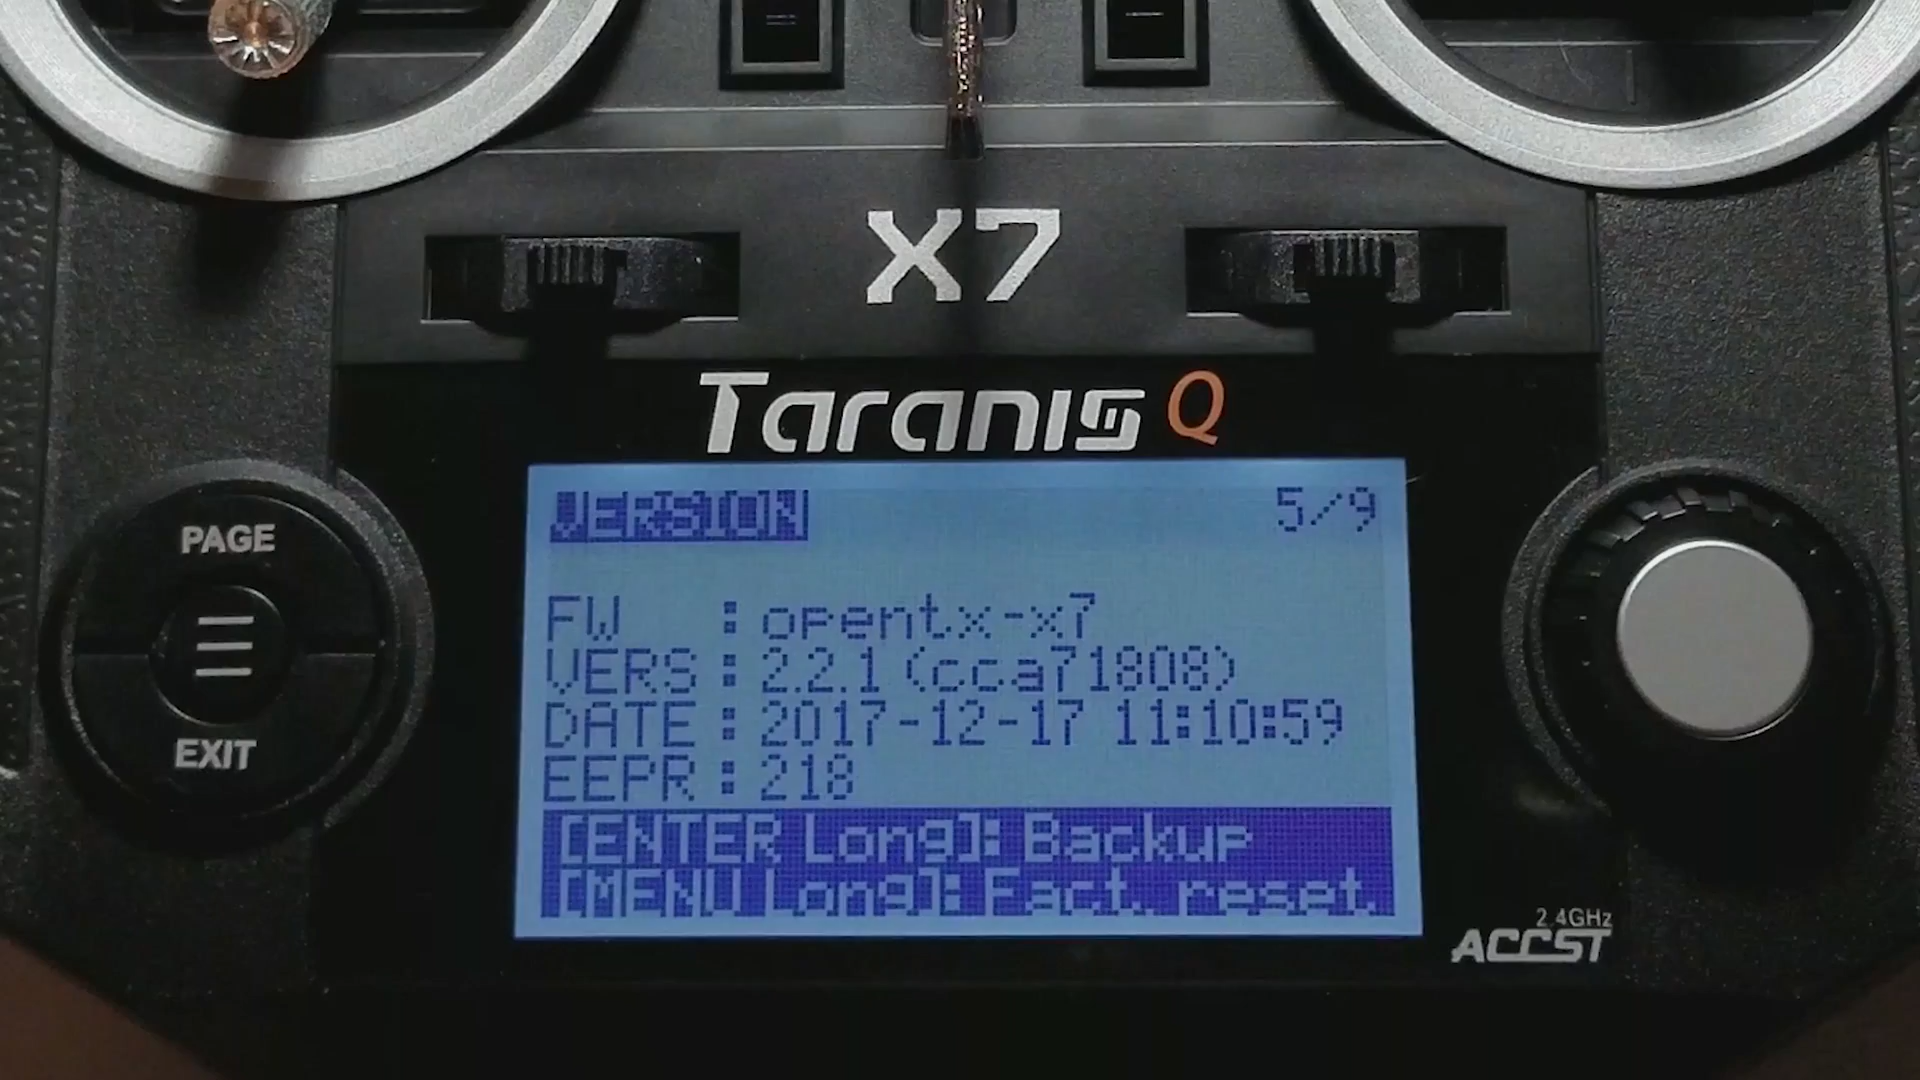 X7
Taranis Q
VERSION 5/9
FW : opentx-x7
VERS : 2.2.1 (cca71808)
DATE : 2017-12-17 11:10:59
EEPR : 218
[CENTER Long]: Backup
[MENU Long]: Fact. reset
PAGE
EXIT
2.4GHz
ACCST